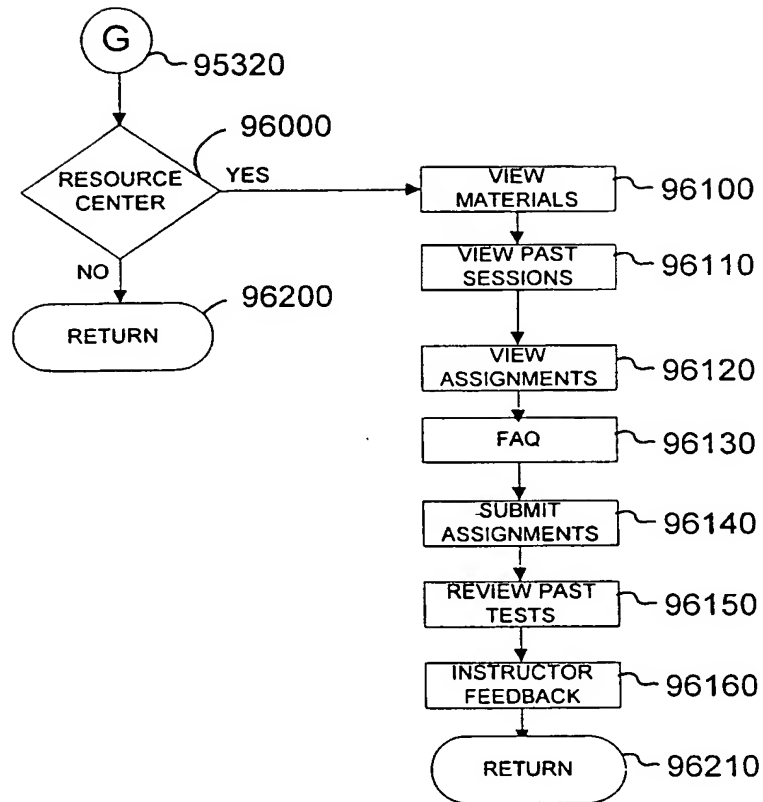 G
95320
96000
RESOURCE
CENTER
YES
NO
96200
RETURN
VIEW
MATERIALS
96100
VIEW PAST
SESSIONS
96110
VIEW
ASSIGNMENTS
96120
FAQ
96130
SUBMIT
ASSIGNMENTS
96140
REVIEW PAST
TESTS
96150
INSTRUCTOR
FEEDBACK
96160
RETURN
96210